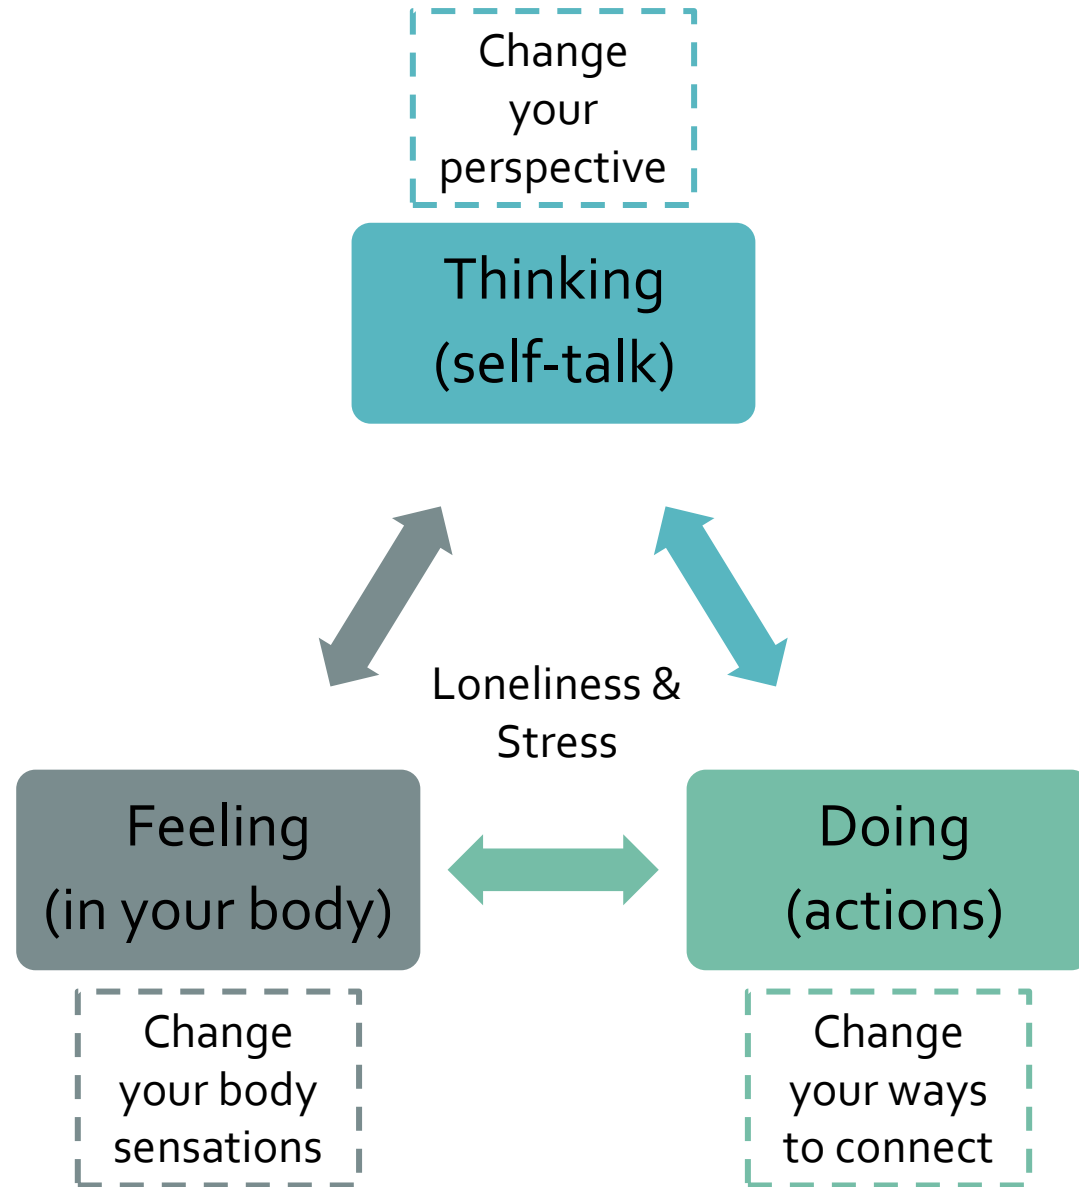 Change
your
perspective
Thinking
(self-talk)
Loneliness &
Stress
Feeling
(in your body)
Doing
(actions)
Change
your body
sensations
Change
your ways
to connect